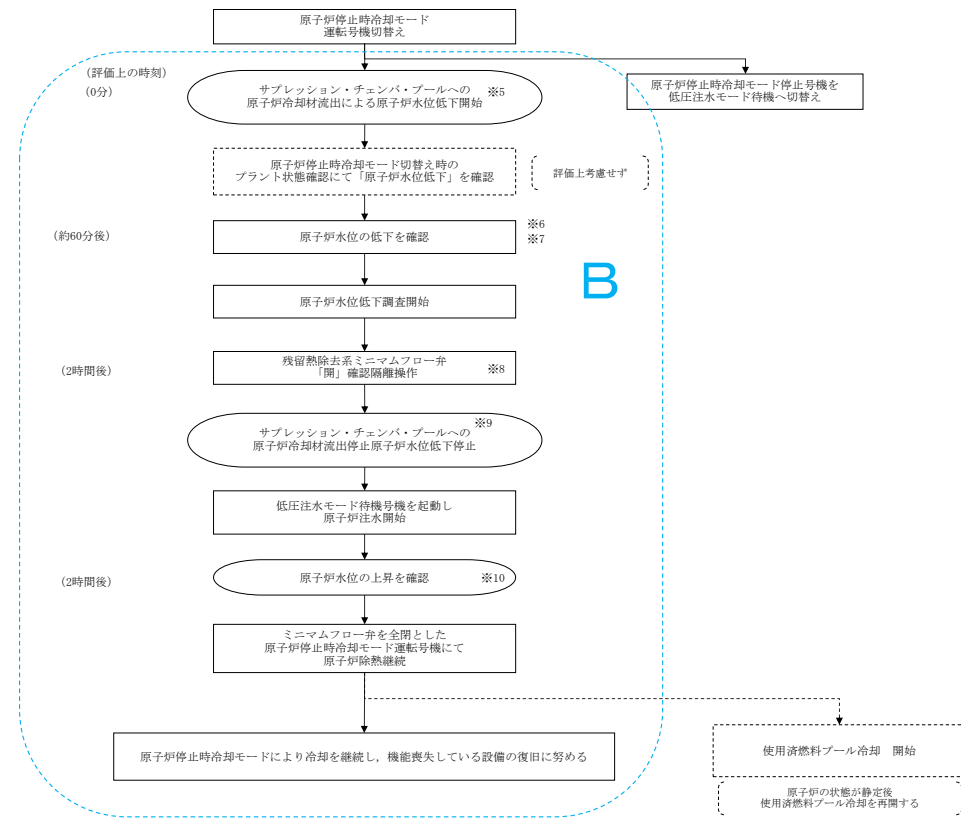 原子炉停止時冷却モード
運転号機切替え
（評価上の時刻）
（0分）
サプレッション・チェンバ・プールへの
原子炉冷却材流出による原子炉水位低下開始
※5
原子炉停止時冷却モード停止号機を
低圧注水モード待機へ切替え
原子炉停止時冷却モード切替え時の
プラント状態確認にて「原子炉水位低下」を確認
評価上考慮せず
（約60分後）
原子炉水位の低下を確認
※6
※7
B
原子炉水位低下調査開始
（2時間後）
残留熱除去系ミニマムフロー弁
「開」確認隔離操作
※8
サプレッション・チェンバ・プールへの
原子炉冷却材流出停止原子炉水位低下停止
※9
低圧注水モード待機号機を起動し
原子炉注水開始
（2時間後）
原子炉水位の上昇を確認
※10
ミニマムフロー弁を全閉とした
原子炉停止時冷却モード運転号機にて
原子炉除熱継続
原子炉停止時冷却モードにより冷却を継続し，機能喪失している設備の復旧に努める
使用済燃料プール冷却　開始
原子炉の状態が静定後
使用済燃料プール冷却を再開する